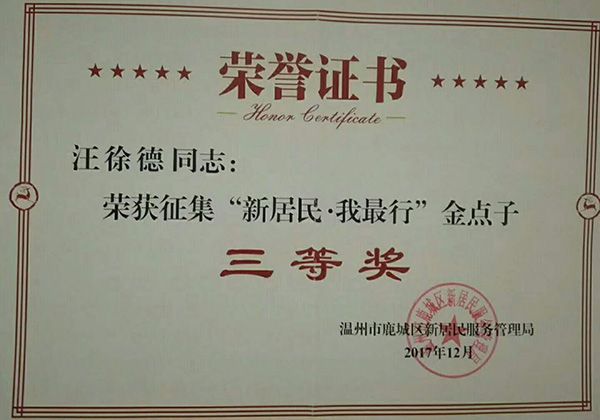 荣誉证书
Honor Certificate
汪徐德同志：
荣获征集“新居民·我最行”金点子
三等奖
温州市鹿城区新居民服务管理局
2017年12月